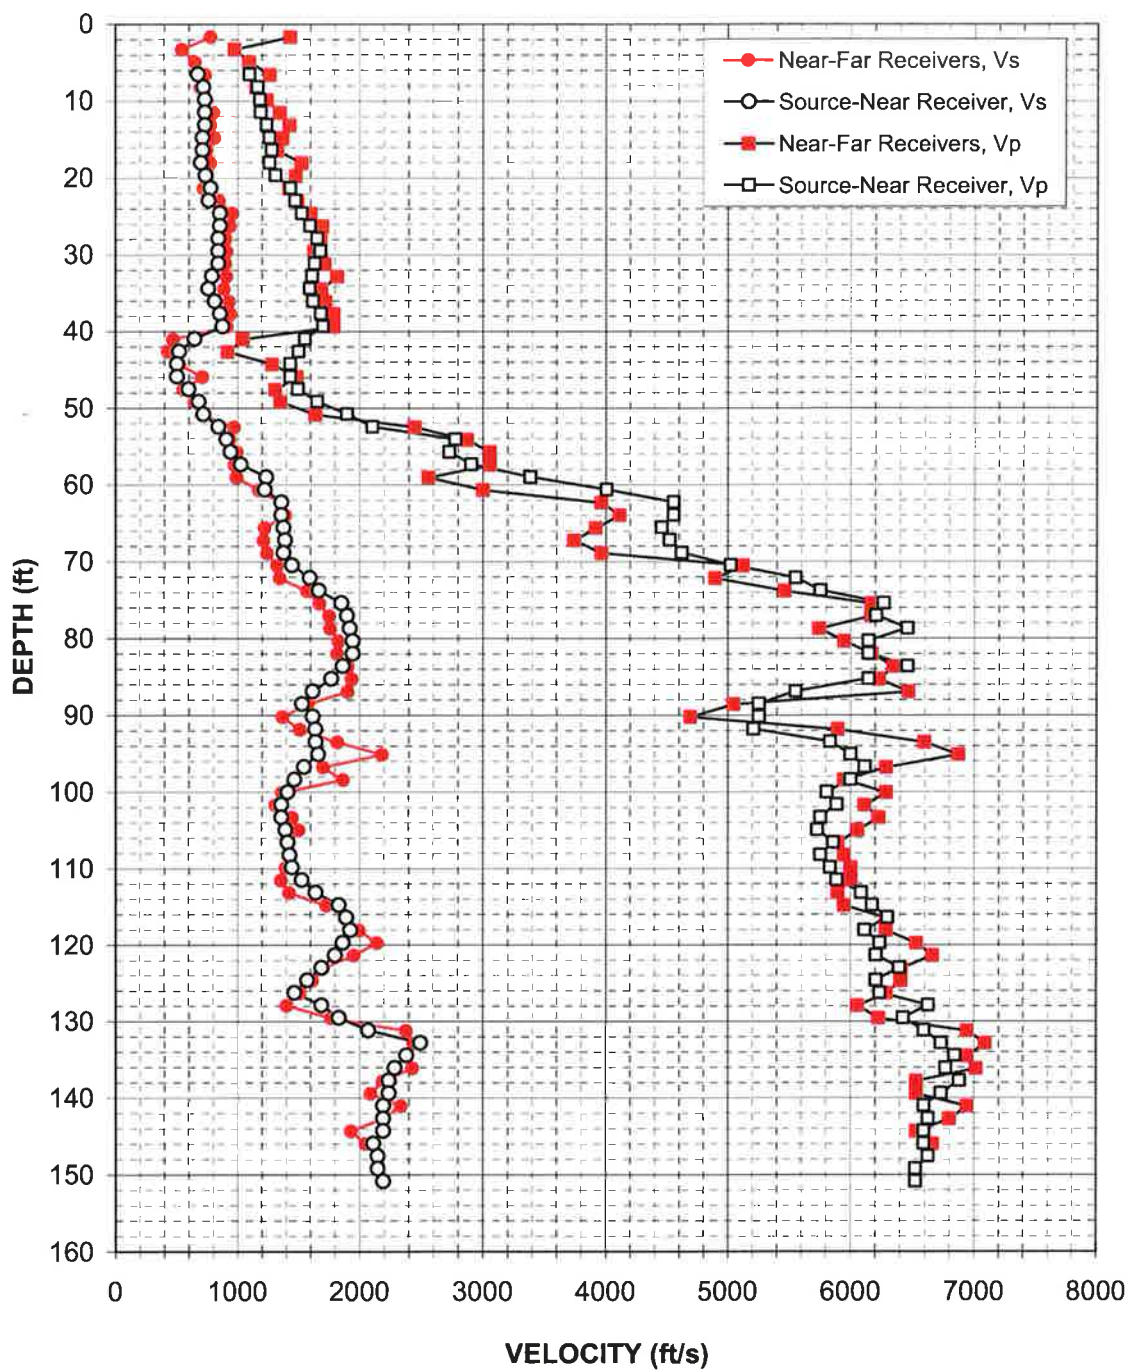 Near-Far Receivers, Vs
Source-Near Receiver, Vs
Near-Far Receivers, Vp
Source-Near Receiver, Vp
DEPTH (ft)
0
10
20
30
40
50
60
70
80
90
100
110
120
130
140
150
160
0 1000 2000 3000 4000 5000 6000 7000 8000
VELOCITY (ft/s)